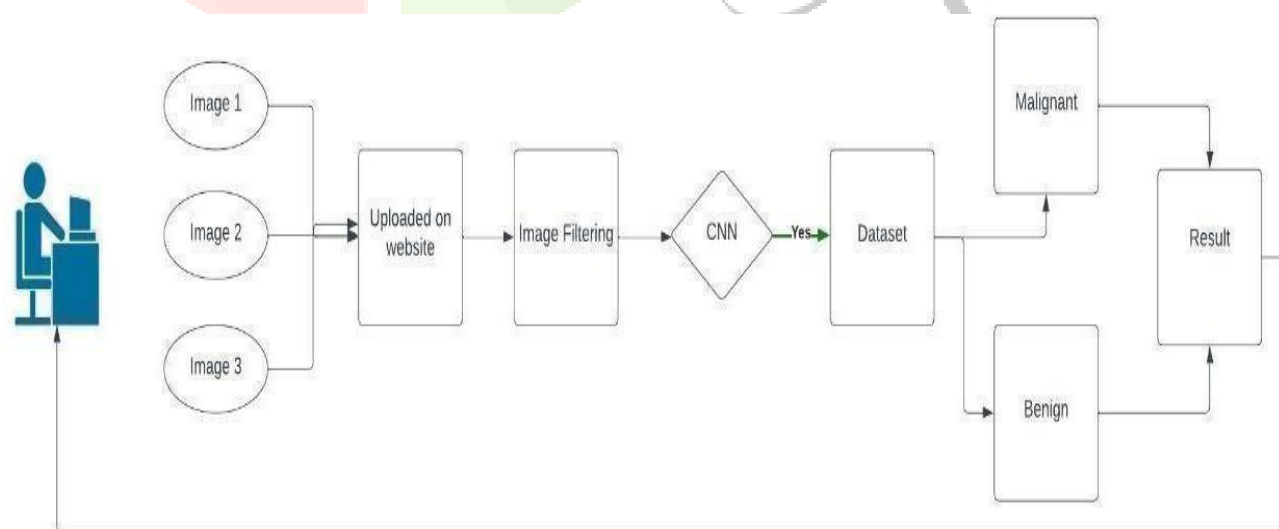 Image 1
Image 2
Image 3
Uploaded on
website
Image Filtering
CNN
Yes
Dataset
Malignant
Benign
Result